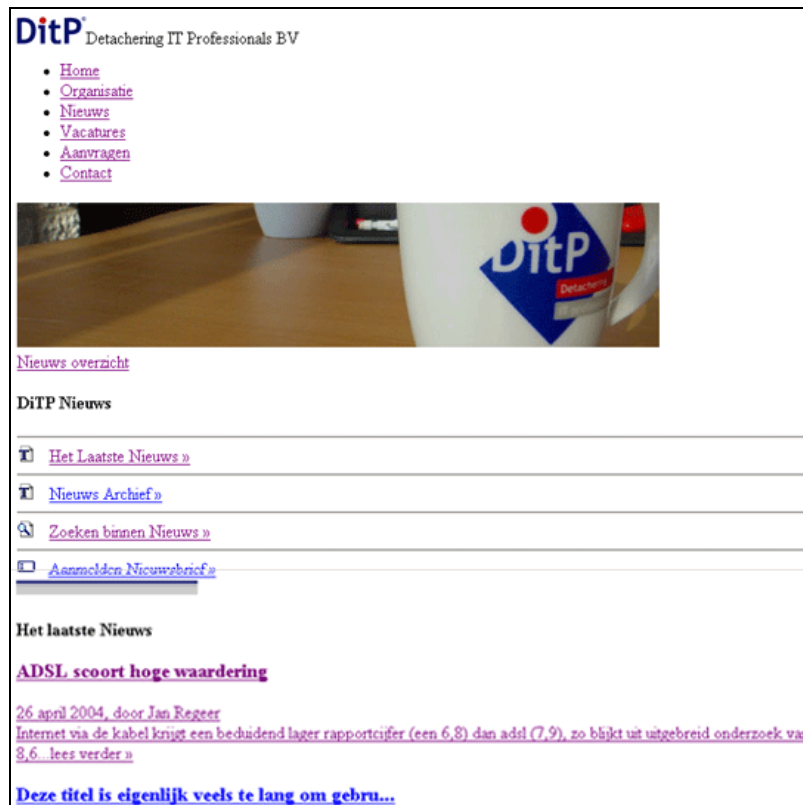 DitP® Detachering IT Professionals BV
Home
Organisatie
Nieuws
Vacatures
Aanvragen
Contact
DitP
Detachering
Nieuws overzicht
DiTP Nieuws
Het Laatste Nieuws »
Nieuws Archief »
Zoeken binnen Nieuws »
Aanmelden Nieuwsbrief »
Het laatste Nieuws
ADSL scoort hoge waardering
26 april 2004, door Jan Regeer
Internet via de kabel krijgt een beduidend lager rapportcijfer (een 6,8) dan adsl (7,9), zo blijkt uit uitgebreid onderzoek va
8,6...lees verder »
Deze titel is eigenlijk veels te lang om gebru...